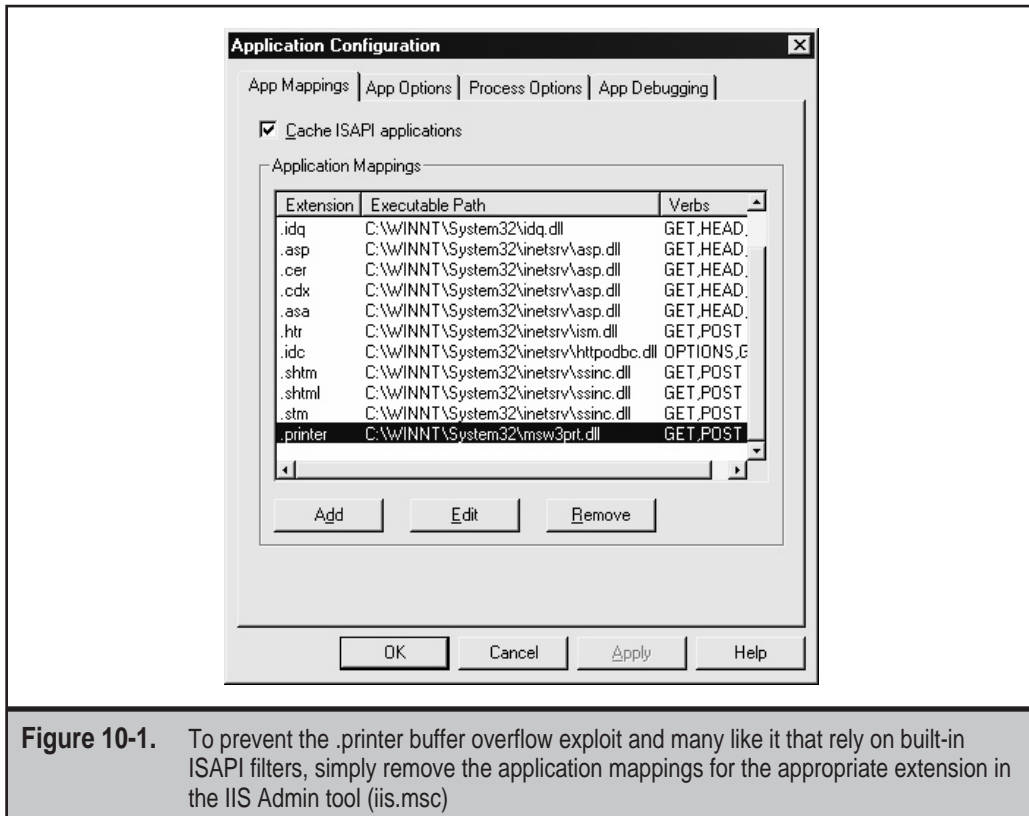 Application Configuration
App Mappings App Options Process Options App Debugging
Cache ISAPI applications
Application Mappings
Extension Executable Path Verbs
.idq C:\WINNT\System32\idq.dll GET,HEAD,
.asp C:\WINNT\System32\inetsrv\asp.dll GET,HEAD,
.cer C:\WINNT\System32\inetsrv\asp.dll GET,HEAD,
.cdx C:\WINNT\System32\inetsrv\asp.dll GET,HEAD,
.asa C:\WINNT\System32\inetsrv\asp.dll GET,HEAD,
.htr C:\WINNT\System32\inetsrv\ism.dll GET,POST
.idc C:\WINNT\System32\inetsrv\httpodbc.dll OPTIONS,G
.shtm C:\WINNT\System32\inetsrv\ssinc.dll GET,POST
.shtml C:\WINNT\System32\inetsrv\ssinc.dll GET,POST
.stm C:\WINNT\System32\inetsrv\ssinc.dll GET,POST
.printer C:\WINNT\System32\msw3prt.dll GET,POST
Add Edit Remove
OK Cancel Apply Help
Figure 10-1. To prevent the .printer buffer overflow exploit and many like it that rely on built-in
ISAPI filters, simply remove the application mappings for the appropriate extension in
the IIS Admin tool (iis.msc)